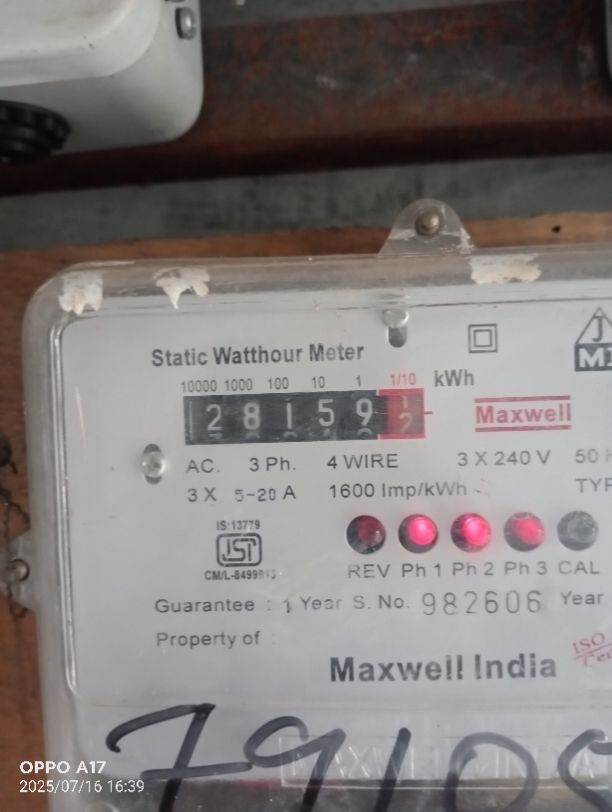 Static Watthour Meter
10000 1000 100 10 1 1/10 kWh
2 8 1 5 9
Maxwell
AC. 3 Ph. 4 WIRE 3 X 240 V 50
3 X 5-20 A 1600 Imp/kWh
IS:13779
ISI
REV Ph 1 Ph 2 Ph 3 CAL
Guarantee : 1 Year S. No. 982606 Year
Property of :
Maxwell India
ISO
OPPO A17
2025/07/16 16:39